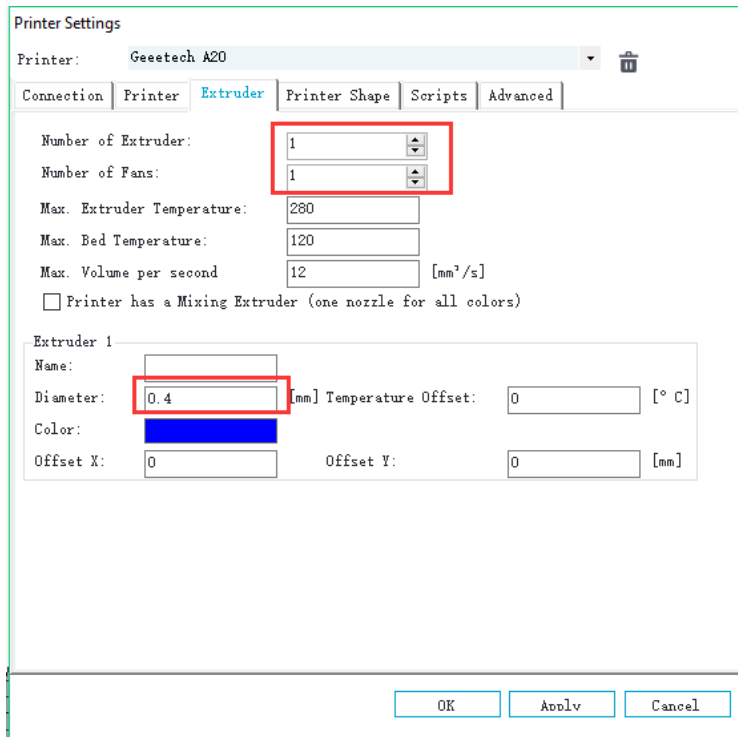 Printer Settings
Printer: Geeetech A20
Connection Printer Extruder Printer Shape Scripts Advanced
Number of Extruder: 1
Number of Fans: 1
Max. Extruder Temperature: 280
Max. Bed Temperature: 120
Max. Volume per second 12 [mm³/s]
Printer has a Mixing Extruder (one nozzle for all colors)
Extruder 1
Name:
Diameter: 0.4 [mm] Temperature Offset: 0 [° C]
Color:
Offset X: 0 Offset Y: 0 [mm]
OK Apply Cancel